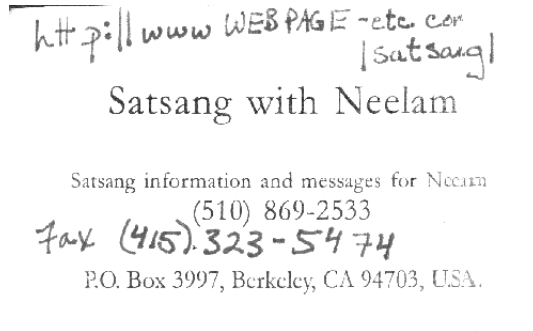 http://www WEBPAGE-etc. com
/satsang/
Satsang with Neelam
Satsang information and messages for Neelam
(510) 869-2533
Fax (415).323-5474
P.O. Box 3997, Berkeley, CA 94703, USA.